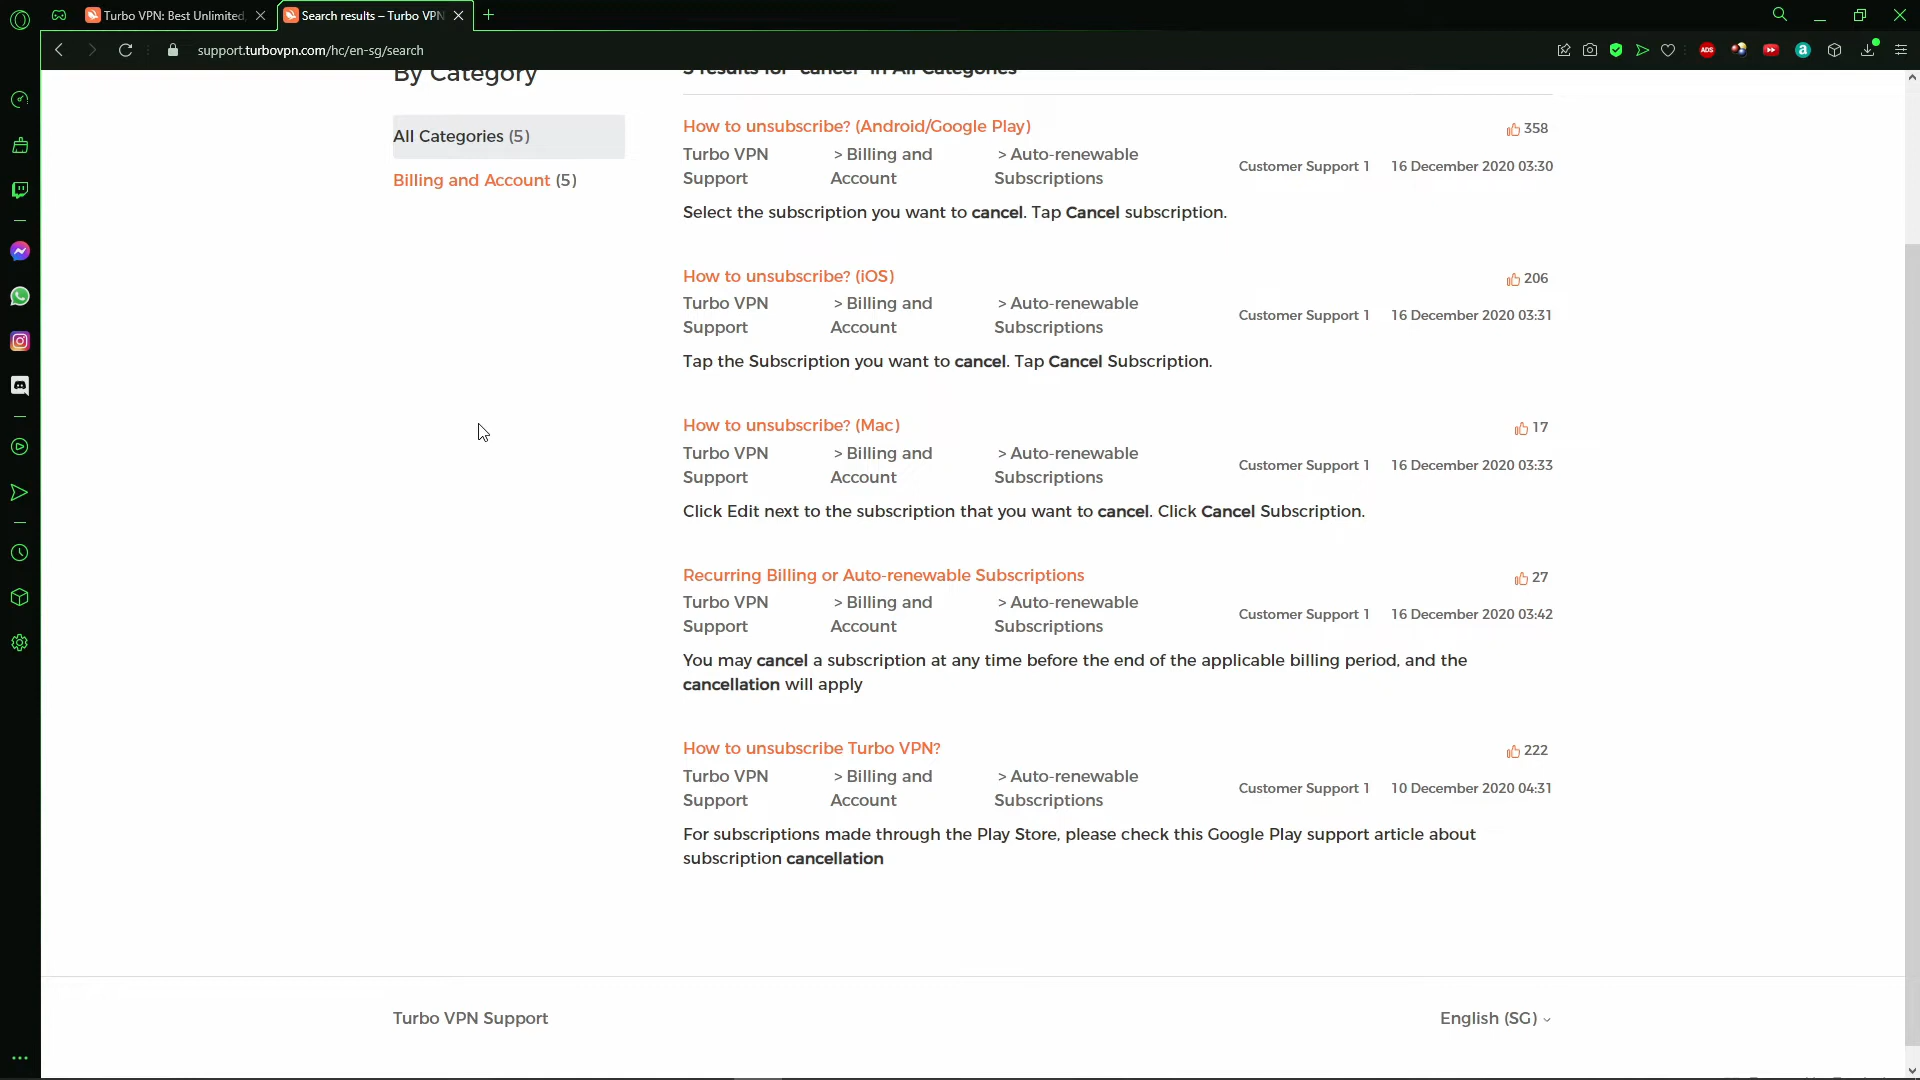 Turbo VPN: Best Unlimited
Search results – Turbo VPN
support.turbovpn.com/hc/en-sg/search
By Category
5 results for "cancel" in All Categories
All Categories (5)
Billing and Account (5)
How to unsubscribe? (Android/Google Play)
358
Turbo VPN Support > Billing and Account > Auto-renewable Subscriptions
Customer Support 1 16 December 2020 03:30
Select the subscription you want to cancel. Tap Cancel subscription.
How to unsubscribe? (iOS)
206
Turbo VPN Support > Billing and Account > Auto-renewable Subscriptions
Customer Support 1 16 December 2020 03:31
Tap the Subscription you want to cancel. Tap Cancel Subscription.
How to unsubscribe? (Mac)
17
Turbo VPN Support > Billing and Account > Auto-renewable Subscriptions
Customer Support 1 16 December 2020 03:33
Click Edit next to the subscription that you want to cancel. Click Cancel Subscription.
Recurring Billing or Auto-renewable Subscriptions
27
Turbo VPN Support > Billing and Account > Auto-renewable Subscriptions
Customer Support 1 16 December 2020 03:42
You may cancel a subscription at any time before the end of the applicable billing period, and the
cancellation will apply
How to unsubscribe Turbo VPN?
222
Turbo VPN Support > Billing and Account > Auto-renewable Subscriptions
Customer Support 1 10 December 2020 04:31
For subscriptions made through the Play Store, please check this Google Play support article about
subscription cancellation
Turbo VPN Support
English (SG)